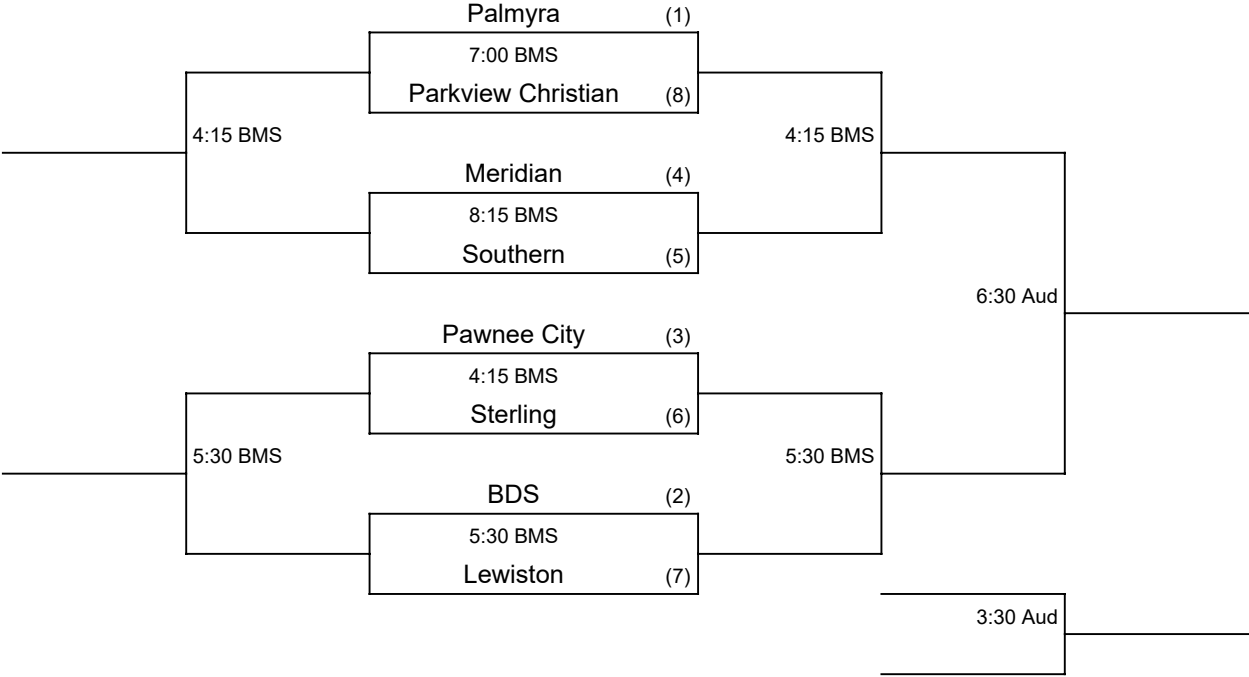 Palmyra (1)
7:00 BMS
Parkview Christian (8)
4:15 BMS 4:15 BMS
Meridian (4)
8:15 BMS
Southern (5)
6:30 Aud
Pawnee City (3)
4:15 BMS
Sterling (6)
5:30 BMS 5:30 BMS
BDS (2)
5:30 BMS
Lewiston (7)
3:30 Aud